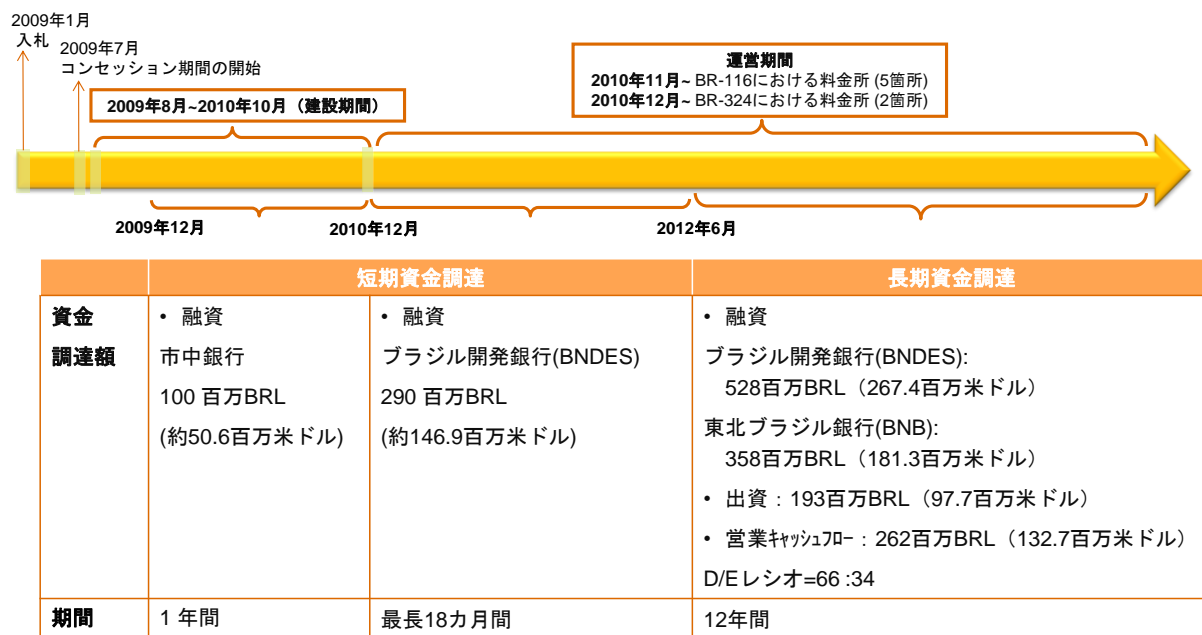 2009年1月
入札
2009年7月
コンセッション期間の開始
2009年8月~2010年10月（建設期間）
運営期間
2010年11月~ BR-116における料金所 (5箇所)
2010年12月~ BR-324における料金所 (2箇所)
2009年12月
2010年12月
2012年6月
短期資金調達
長期資金調達
資金
調達額
• 融資
市中銀行
100 百万BRL
(約50.6百万米ドル)
• 融資
ブラジル開発銀行(BNDES)
290 百万BRL
(約146.9百万米ドル)
• 融資
ブラジル開発銀行(BNDES):
528百万BRL（267.4百万米ドル）
東北ブラジル銀行(BNB):
358百万BRL（181.3百万米ドル）
• 出資：193百万BRL（97.7百万米ドル）
• 営業ｷｬｯｼｭﾌﾛｰ：262百万BRL（132.7百万米ドル）
D/Eレシオ=66 :34
期間
1 年間
最長18カ月間
12年間